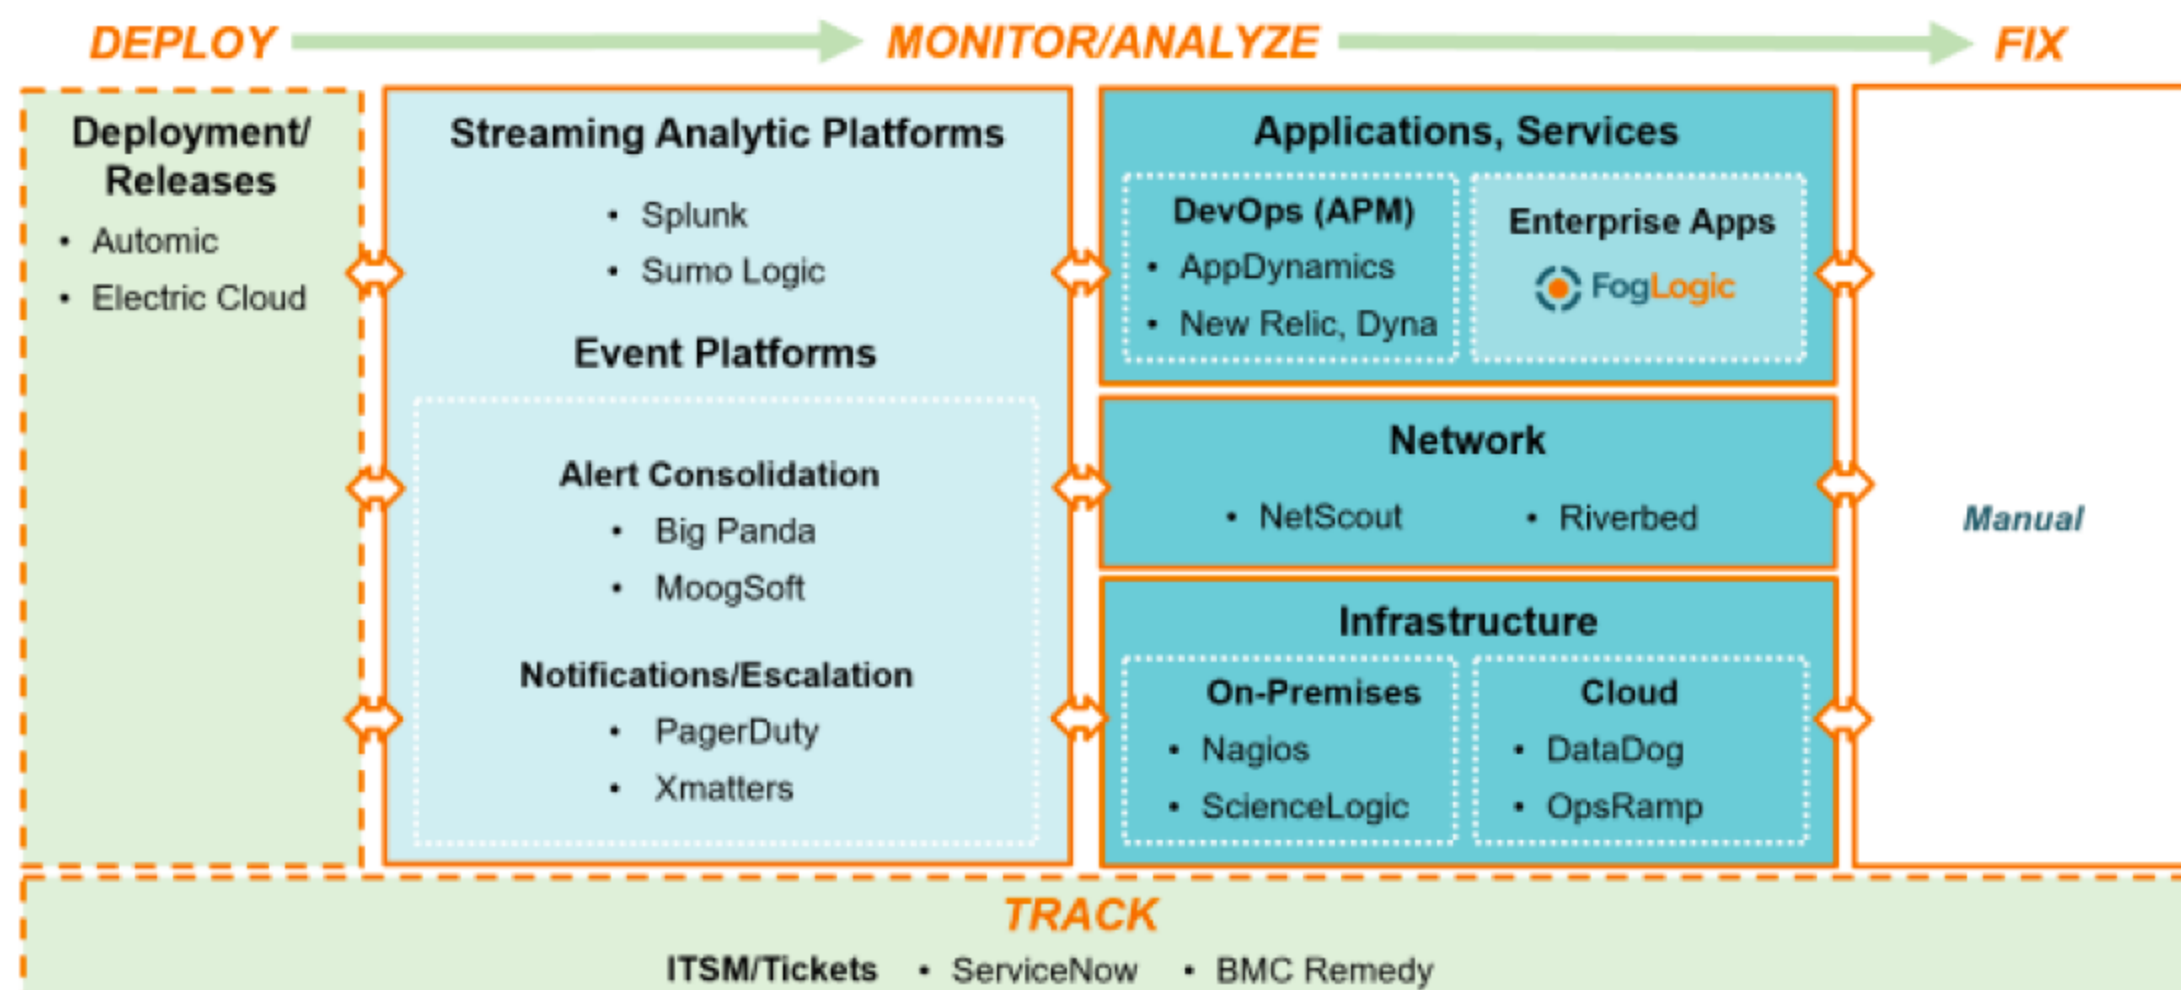 DEPLOY
MONITOR/ANALYZE
FIX
Deployment/
Releases
• Automic
• Electric Cloud
Streaming Analytic Platforms
• Splunk
• Sumo Logic
Event Platforms
Alert Consolidation
• Big Panda
• MoogSoft
Notifications/Escalation
• PagerDuty
• Xmatters
Applications, Services
DevOps (APM)
• AppDynamics
• New Relic, Dyna
Enterprise Apps
FogLogic
Network
• NetScout • Riverbed
Infrastructure
On-Premises
• Nagios
• ScienceLogic
Cloud
• DataDog
• OpsRamp
Manual
TRACK
ITSM/Tickets • ServiceNow • BMC Remedy